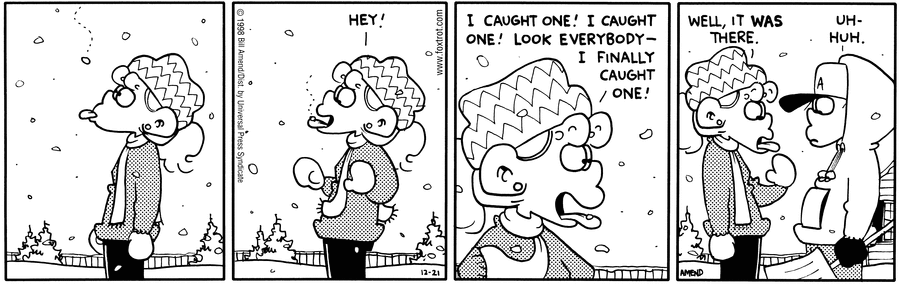 © 1998 Bill Amend/Dist. by Universal Press Syndicate
HEY!
www.foxtrot.com
12-21
I CAUGHT ONE! I CAUGHT
ONE! LOOK EVERYBODY—
I FINALLY
CAUGHT
ONE!
WELL, IT WAS
THERE.
UH-
HUH.
A
AMEND